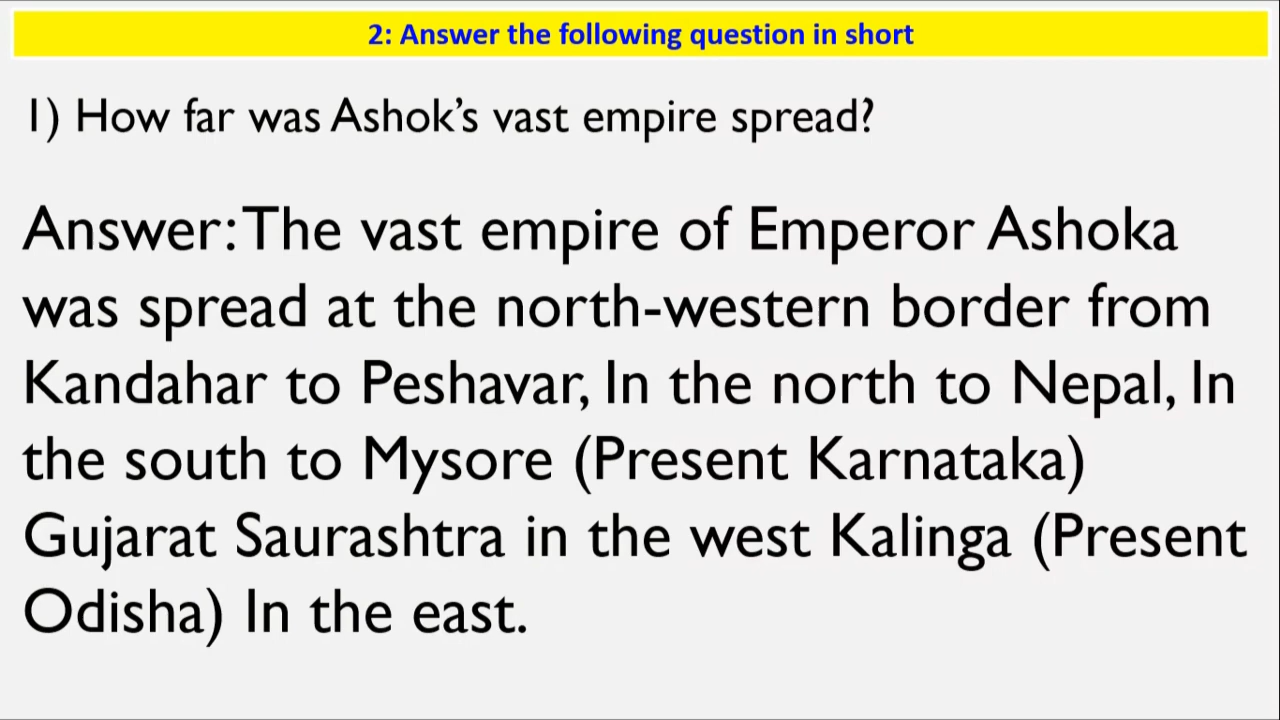 2: Answer the following question in short
1) How far was Ashok's vast empire spread?
Answer: The vast empire of Emperor Ashoka
was spread at the north-western border from
Kandahar to Peshavar, In the north to Nepal, In
the south to Mysore (Present Karnataka)
Gujarat Saurashtra in the west Kalinga (Present
Odisha) In the east.